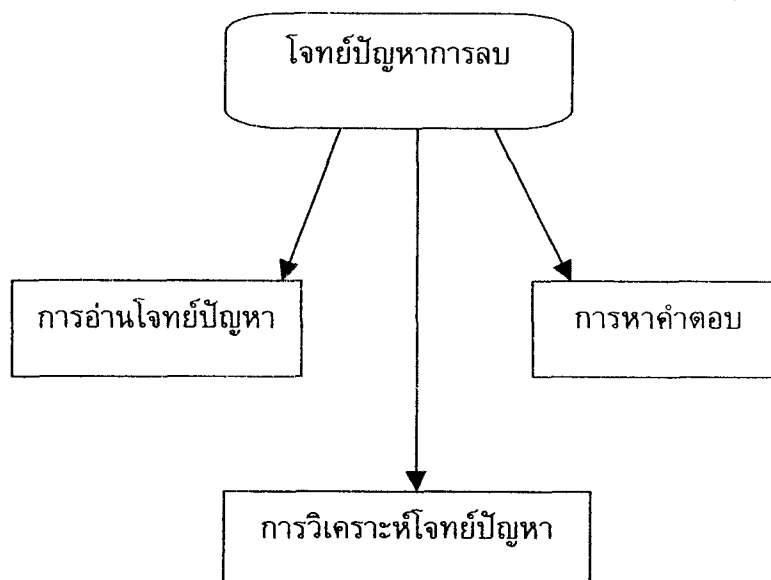 โจทย์ปัญหาการลบ
การอ่านโจทย์ปัญหา
การหาคำตอบ
การวิเคราะห์โจทย์ปัญหา